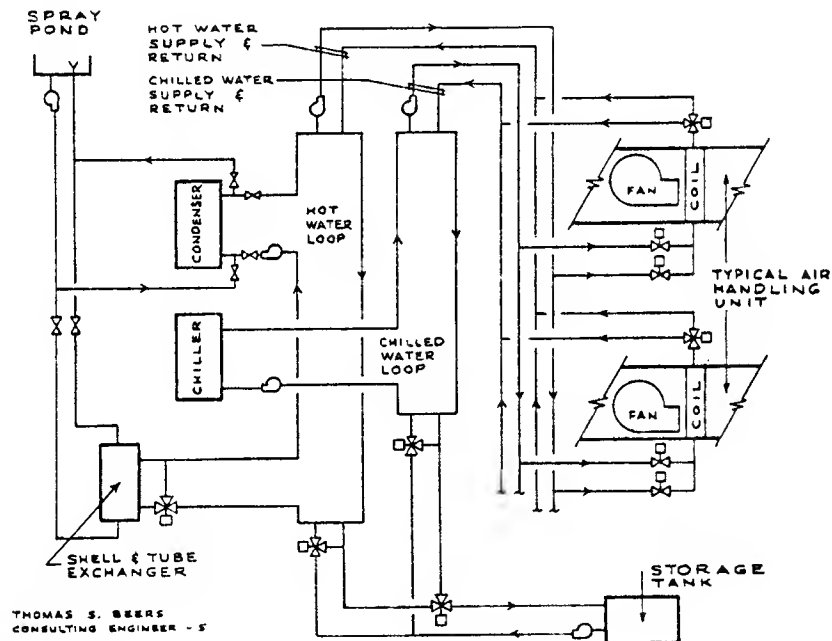 SPRAY
POND
HOT WATER
SUPPLY &
RETURN
CHILLED WATER
SUPPLY &
RETURN
CONDENSER
HOT
WATER
LOOP
FAN
COIL
TYPICAL AIR
HANDLING
UNIT
CHILLER
CHILLED
WATER
LOOP
FAN
COIL
SHELL & TUBE
EXCHANGER
STORAGE
TANK
THOMAS S. BEERS
CONSULTING ENGINEER - S